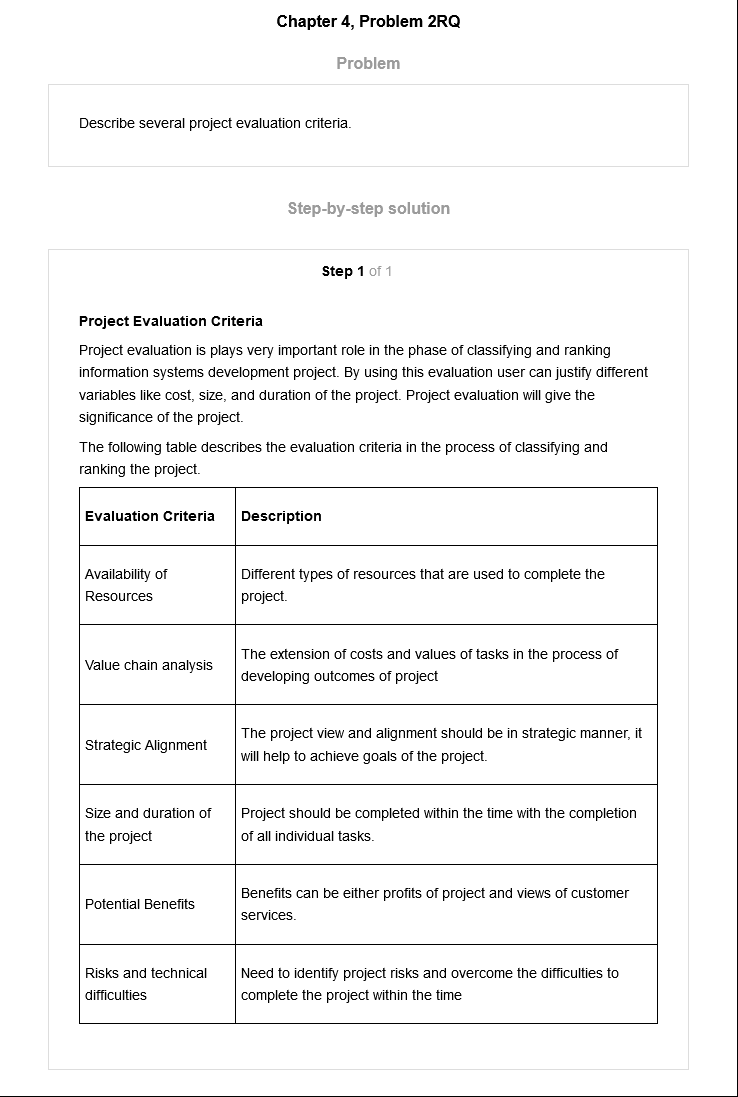 Chapter 4, Problem 2RQ
Problem
Describe several project evaluation criteria.
Step-by-step solution
Step 1 of 1
Project Evaluation Criteria
Project evaluation is plays very important role in the phase of classifying and ranking
information systems development project. By using this evaluation user can justify different
variables like cost, size, and duration of the project. Project evaluation will give the
significance of the project.
The following table describes the evaluation criteria in the process of classifying and
ranking the project.
Evaluation Criteria
Description
Availability of
Resources
Different types of resources that are used to complete the
project.
Value chain analysis
The extension of costs and values of tasks in the process of
developing outcomes of project
Strategic Alignment
The project view and alignment should be in strategic manner, it
will help to achieve goals of the project.
Size and duration of
the project
Project should be completed within the time with the completion
of all individual tasks.
Potential Benefits
Benefits can be either profits of project and views of customer
services.
Risks and technical
difficulties
Need to identify project risks and overcome the difficulties to
complete the project within the time